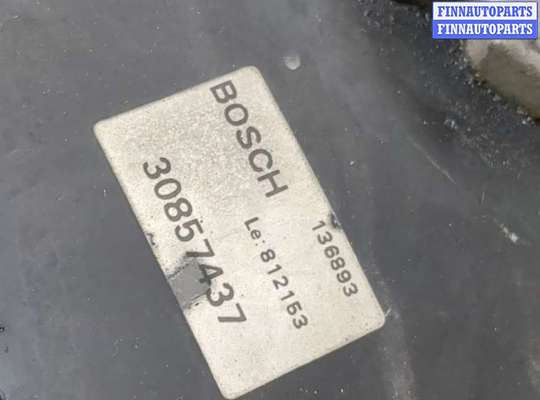 FINNAUTOPARTS
FINNAUTOPARTS
BOSCH
136893
Le: 812153
30857437